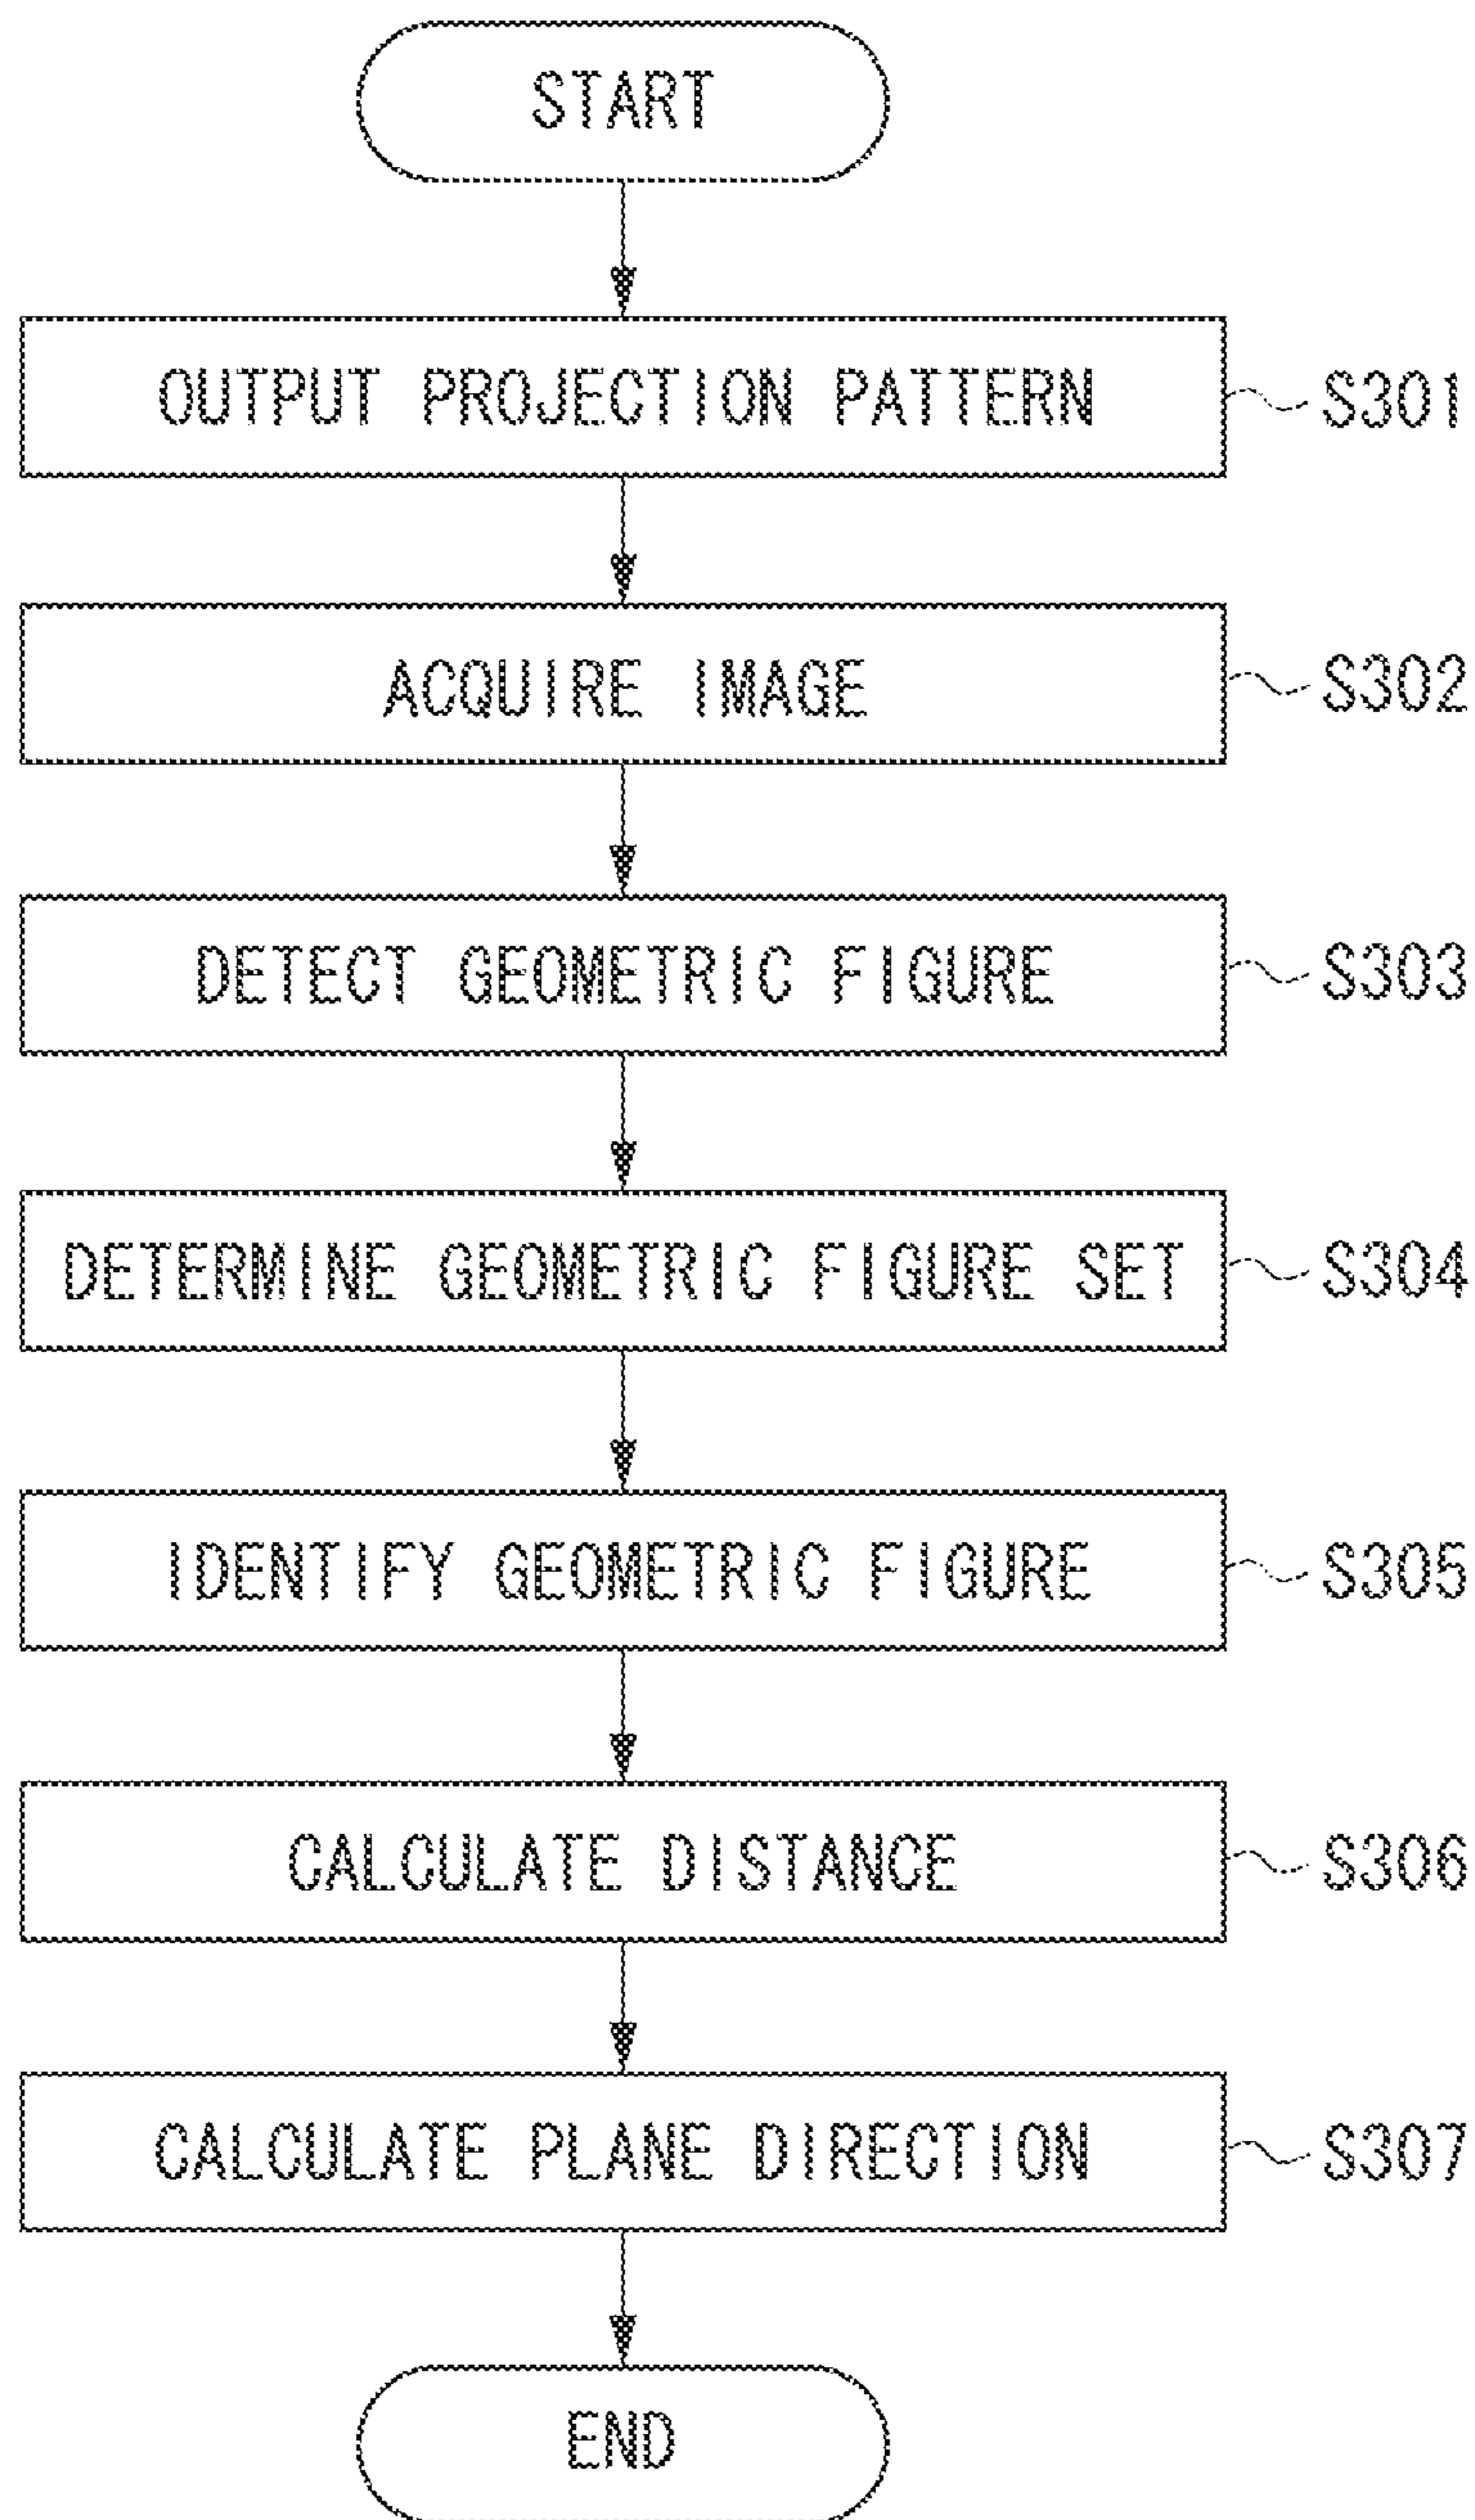 START
OUTPUT PROJECTION PATTERN S301
ACQUIRE IMAGE S302
DETECT GEOMETRIC FIGURE S303
DETERMINE GEOMETRIC FIGURE SET S304
IDENTIFY GEOMETRIC FIGURE S305
CALCULATE DISTANCE S306
CALCULATE PLANE DIRECTION S307
END